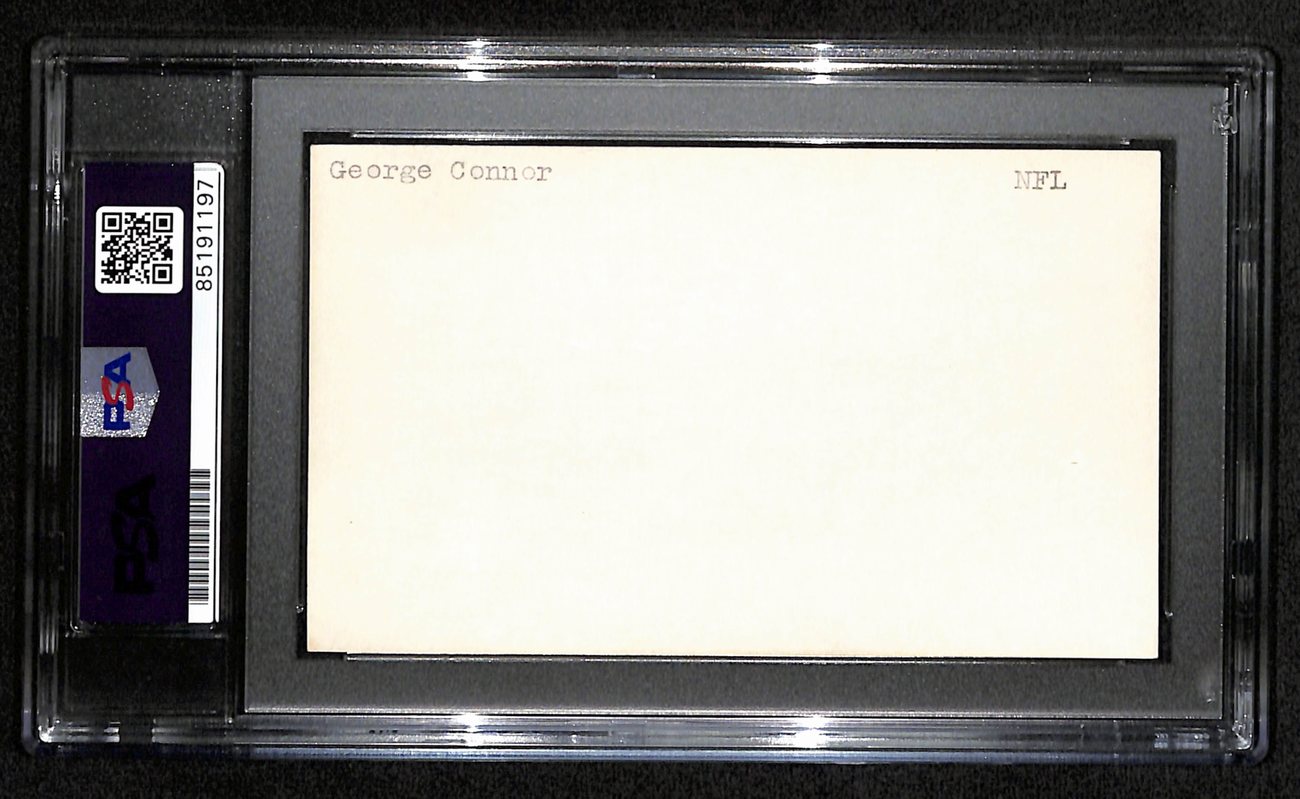 George Connor
NFL
85191197
PSA
PSA